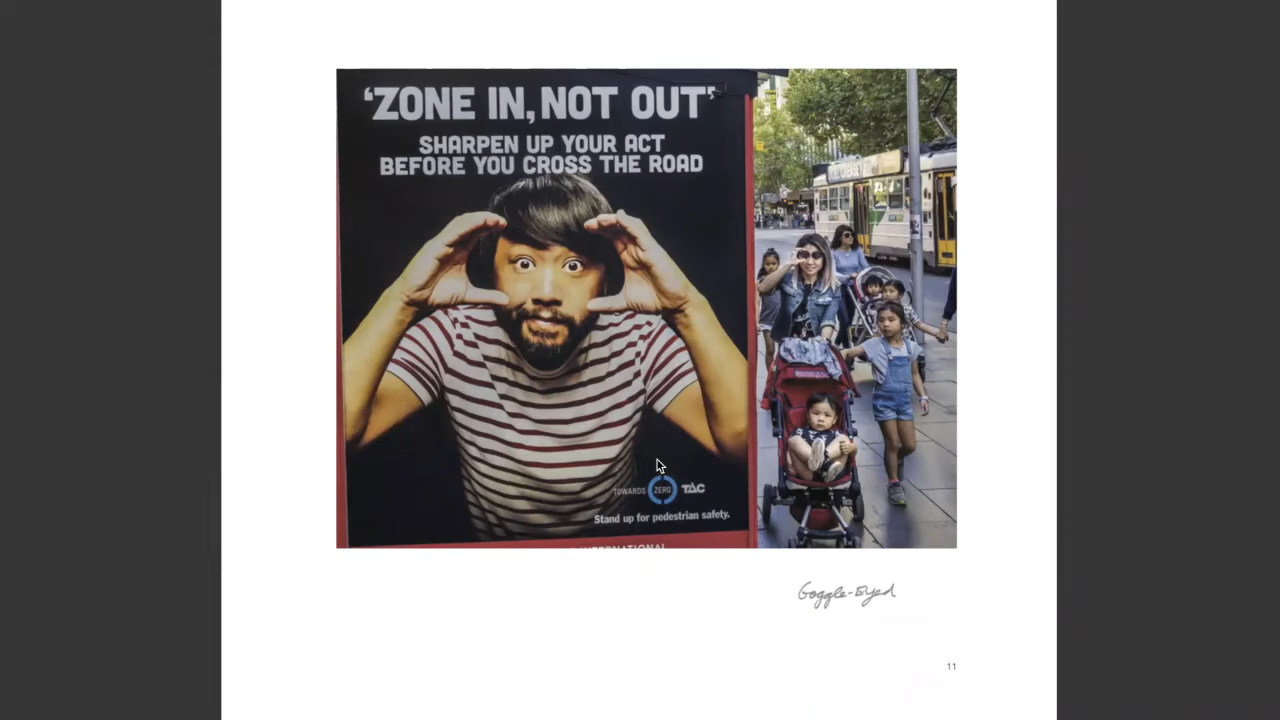 ‘ZONE IN, NOT OUT’
SHARPEN UP YOUR ACT
BEFORE YOU CROSS THE ROAD
TOWARDS ZERO TAC
Stand up for pedestrian safety.
INTERNATIONAL
Goggle-Eyed
11